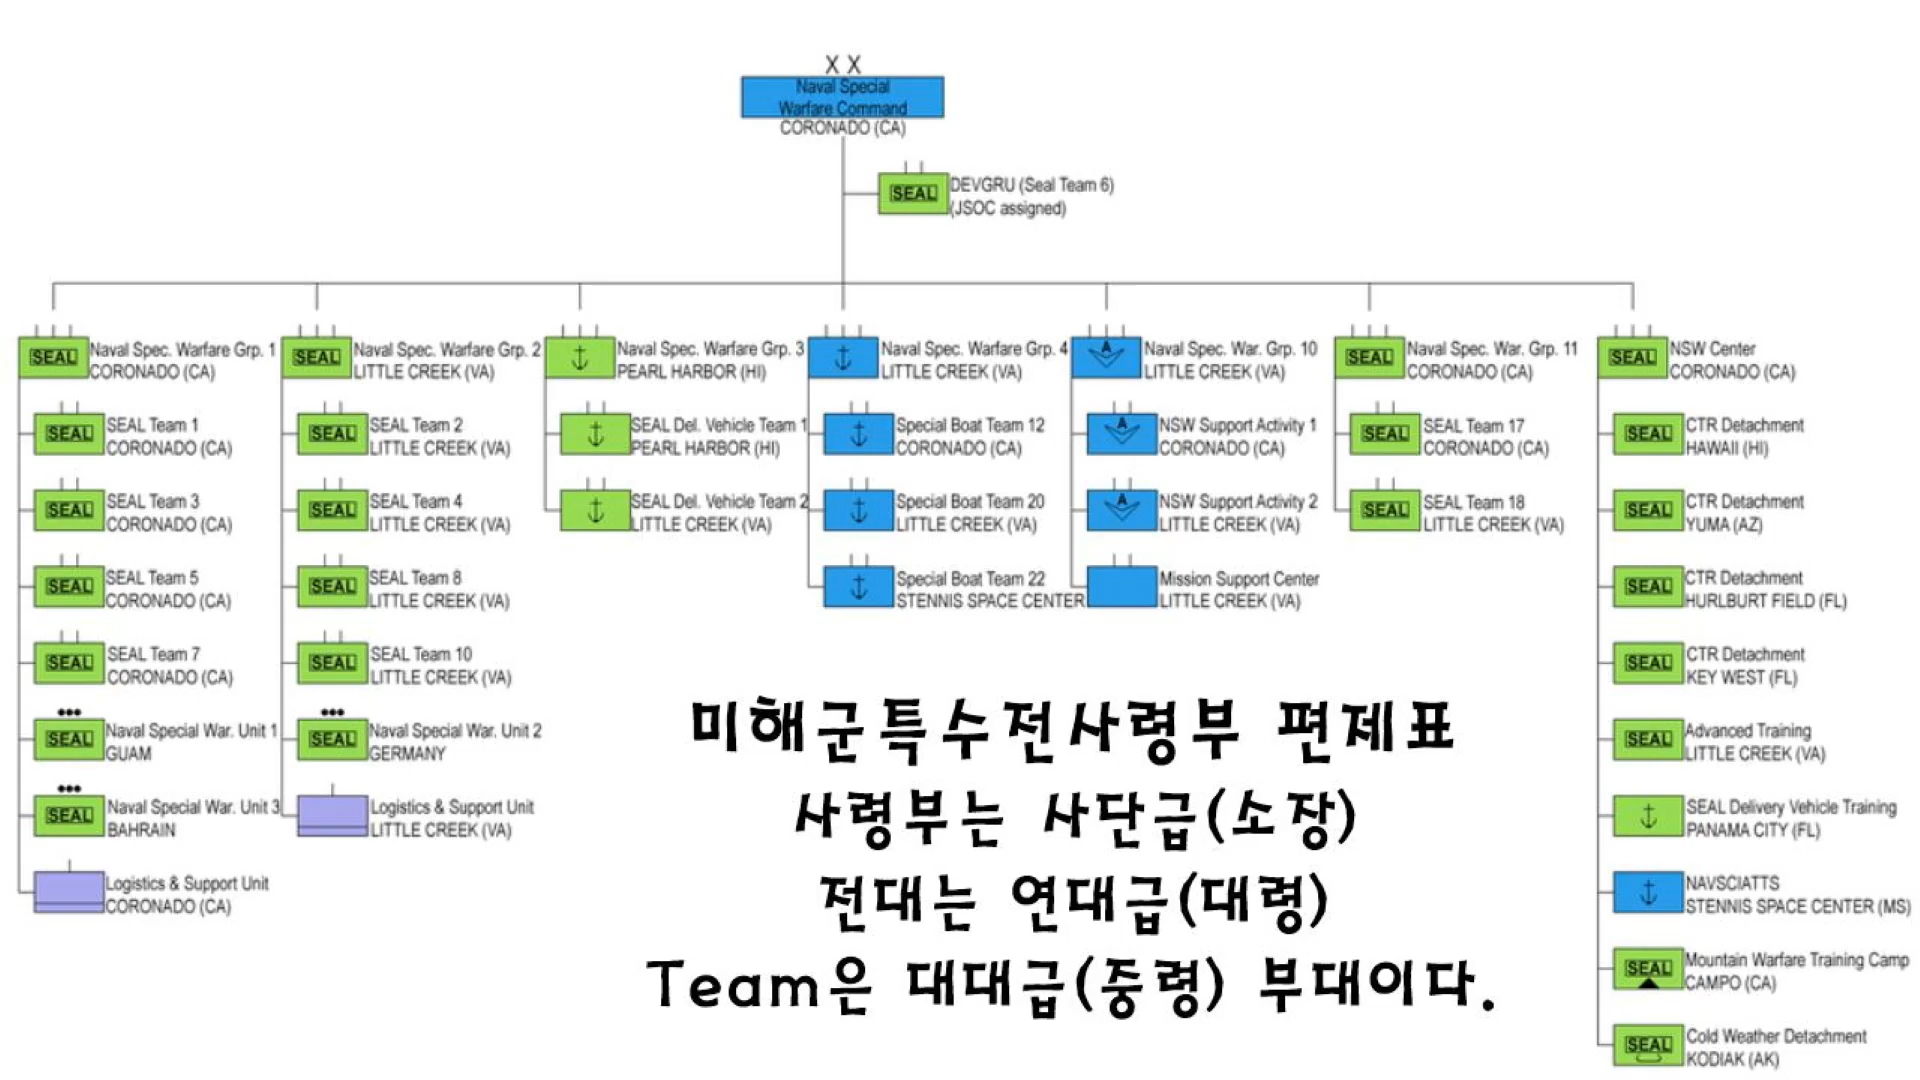 X X
Naval Special
Warfare Command
CORONADO (CA)
SEAL
DEVGRU (Seal Team 6)
(JSOC assigned)
SEAL
Naval Spec. Warfare Grp. 1
CORONADO (CA)
SEAL
SEAL Team 1
CORONADO (CA)
SEAL
SEAL Team 3
CORONADO (CA)
SEAL
SEAL Team 5
CORONADO (CA)
SEAL
SEAL Team 7
CORONADO (CA)
SEAL
Naval Special War. Unit 1
GUAM
SEAL
Naval Special War. Unit 3
BAHRAIN
Logistics & Support Unit
CORONADO (CA)
SEAL
Naval Spec. Warfare Grp. 2
LITTLE CREEK (VA)
SEAL
SEAL Team 2
LITTLE CREEK (VA)
SEAL
SEAL Team 4
LITTLE CREEK (VA)
SEAL
SEAL Team 8
LITTLE CREEK (VA)
SEAL
SEAL Team 10
LITTLE CREEK (VA)
SEAL
Naval Special War. Unit 2
GERMANY
Logistics & Support Unit
LITTLE CREEK (VA)
Naval Spec. Warfare Grp. 3
PEARL HARBOR (HI)
SEAL Del. Vehicle Team 1
PEARL HARBOR (HI)
SEAL Del. Vehicle Team 2
LITTLE CREEK (VA)
Naval Spec. Warfare Grp. 4
LITTLE CREEK (VA)
Special Boat Team 12
CORONADO (CA)
Special Boat Team 20
LITTLE CREEK (VA)
Special Boat Team 22
STENNIS SPACE CENTER
A
Naval Spec. War. Grp. 10
LITTLE CREEK (VA)
A
NSW Support Activity 1
CORONADO (CA)
A
NSW Support Activity 2
LITTLE CREEK (VA)
Mission Support Center
LITTLE CREEK (VA)
SEAL
Naval Spec. War. Grp. 11
CORONADO (CA)
SEAL
SEAL Team 17
CORONADO (CA)
SEAL
SEAL Team 18
LITTLE CREEK (VA)
SEAL
NSW Center
CORONADO (CA)
SEAL
CTR Detachment
HAWAII (HI)
SEAL
CTR Detachment
YUMA (AZ)
SEAL
CTR Detachment
HURLBURT FIELD (FL)
SEAL
CTR Detachment
KEY WEST (FL)
SEAL
Advanced Training
LITTLE CREEK (VA)
SEAL Delivery Vehicle Training
PANAMA CITY (FL)
NAVSCIATTS
STENNIS SPACE CENTER (MS)
SEAL
Mountain Warfare Training Camp
CAMPO (CA)
SEAL
Cold Weather Detachment
KODIAK (AK)
미해군특수전사령부 편제표
사령부는 사단급(소장)
전대는 연대급(대령)
Team은 대대급(중령) 부대이다.